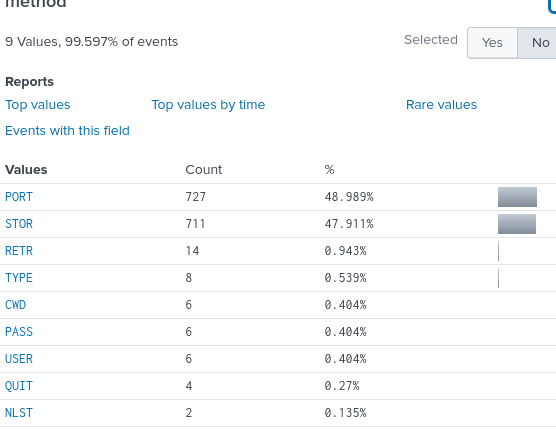 method
9 Values, 99.597% of events
Selected Yes No
Reports
Top values Top values by time Rare values
Events with this field
Values Count %
PORT 727 48.989%
STOR 711 47.911%
RETR 14 0.943%
TYPE 8 0.539%
CWD 6 0.404%
PASS 6 0.404%
USER 6 0.404%
QUIT 4 0.27%
NLST 2 0.135%